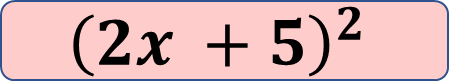 (2x + 5)²